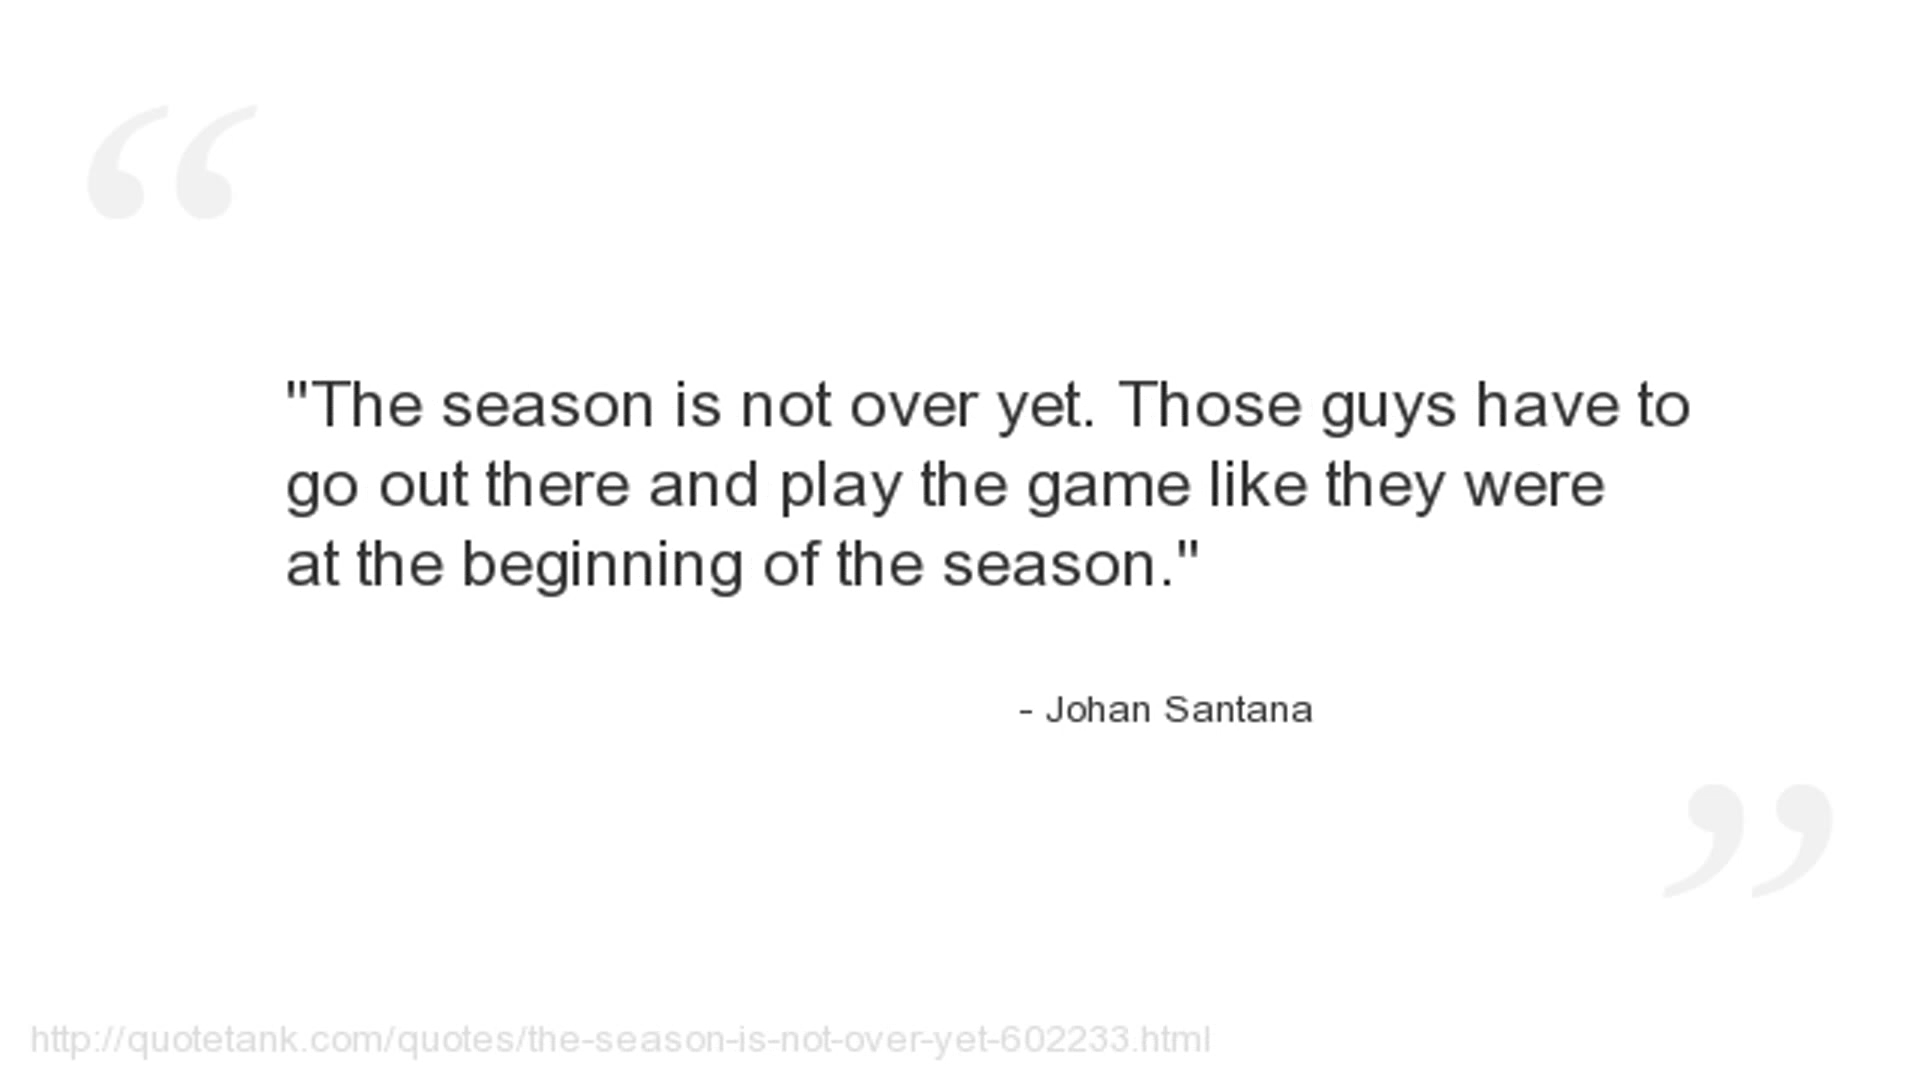 "The season is not over yet. Those guys have to
go out there and play the game like they were
at the beginning of the season."
- Johan Santana
http://quotetank.com/quotes/the-season-is-not-over-yet-602233.html